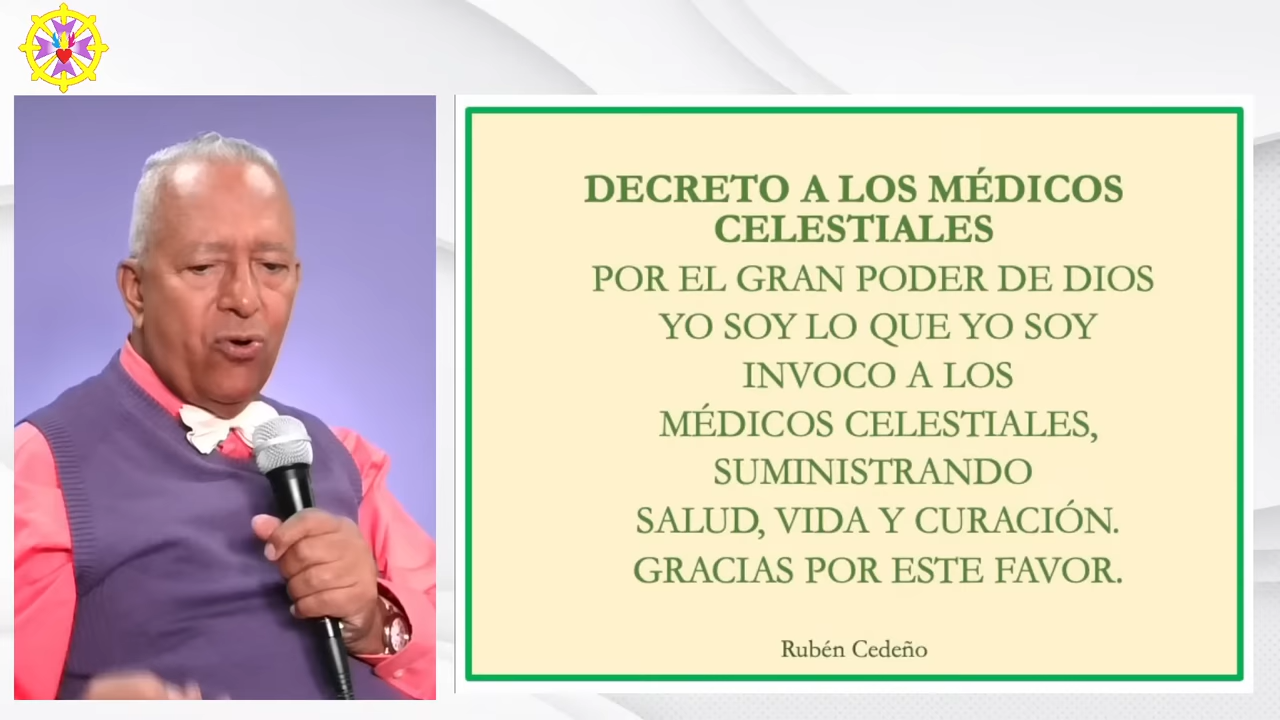 DECRETO A LOS MÉDICOS
CELESTIALES
POR EL GRAN PODER DE DIOS
YO SOY LO QUE YO SOY
INVOCO A LOS
MÉDICOS CELESTIALES,
SUMINISTRANDO
SALUD, VIDA Y CURACIÓN.
GRACIAS POR ESTE FAVOR.
Rubén Cedeño